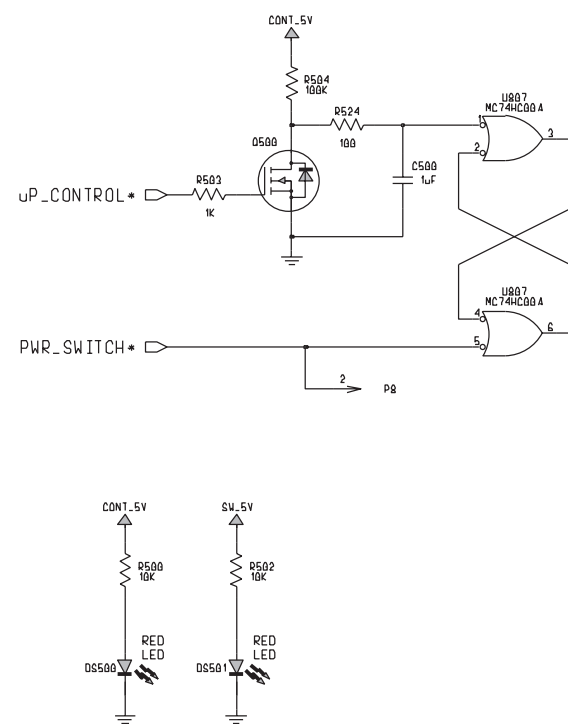 CONT_5V
R504
100K
U807
MC74HC00A
R524
1
3
Q500
100
2
C500
1uF
R503
uP_CONTROL*
1K
U807
MC74HC00A
4
6
5
PWR_SWITCH*
2
P8
CONT_5V
SW_5V
R500
10K
R502
10K
RED
LED
RED
LED
DS500
DS501